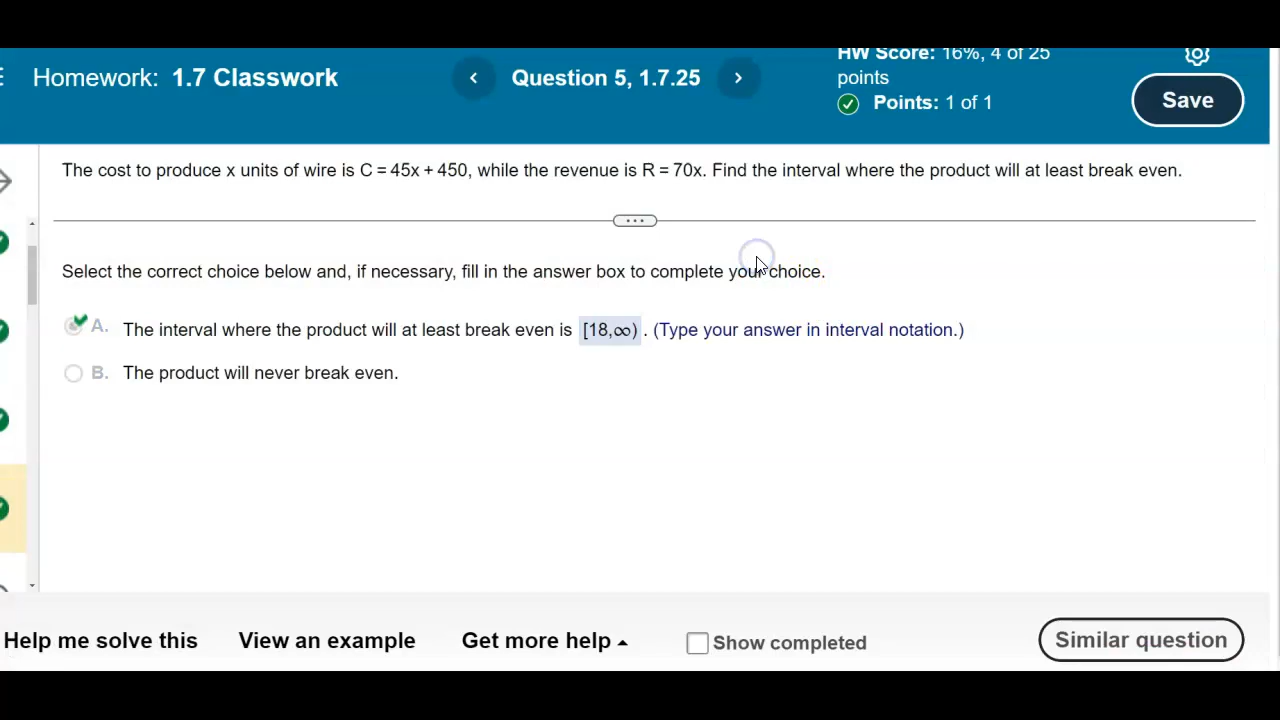 HW Score: 16%, 4 of 25 points
Homework: 1.7 Classwork
Question 5, 1.7.25
Points: 1 of 1
Save
The cost to produce x units of wire is C = 45x + 450, while the revenue is R = 70x. Find the interval where the product will at least break even.
Select the correct choice below and, if necessary, fill in the answer box to complete your choice.
A. The interval where the product will at least break even is [18,∞) . (Type your answer in interval notation.)
B. The product will never break even.
Help me solve this
View an example
Get more help
Show completed
Similar question